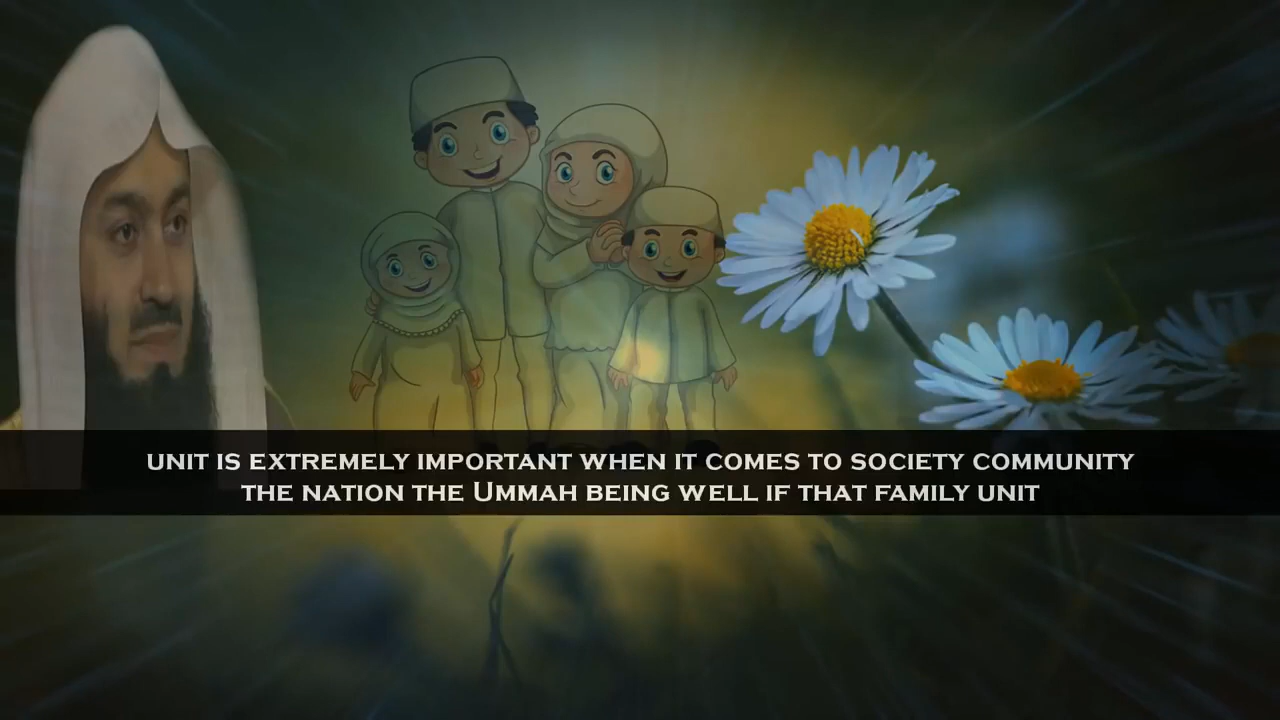 UNIT IS EXTREMELY IMPORTANT WHEN IT COMES TO SOCIETY COMMUNITY
THE NATION THE UMMAH BEING WELL IF THAT FAMILY UNIT